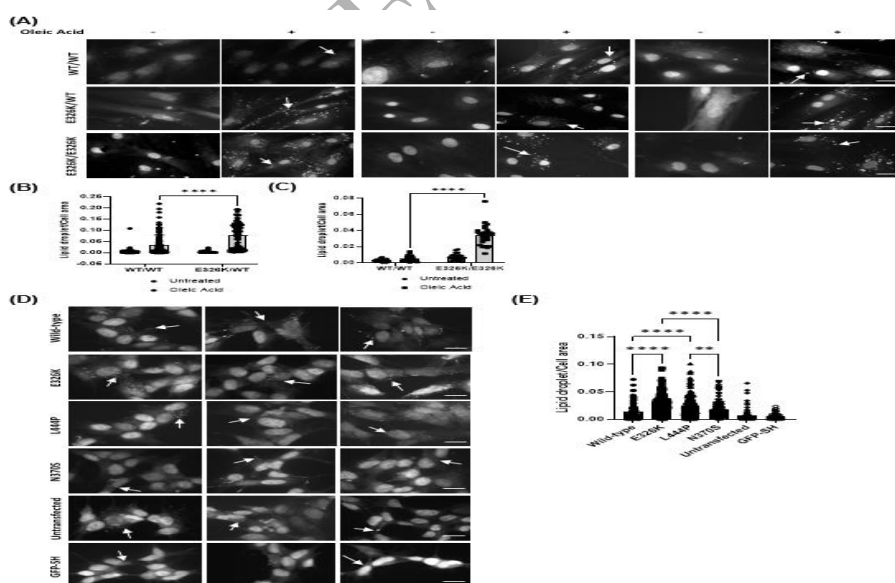 (A)
Oleic Acid - + - + - +
WT/WT
E326K/WT
E326K/E326K
(B)
****
Lipid droplet/Cell area
0.25
0.20
0.15
0.10
0.05
0.00
-0.05
WT/WT E326K/WT
Untreated
Oleic Acid
(C)
****
Lipid droplet/Cell area
0.08
0.06
0.04
0.02
0.00
WT/WT E326K/E326K
Untreated
Oleic Acid
(D)
Wild-type
E326K
L444P
N370S
Untransfected
GFP-SH
(E)
****
****
**** **
Lipid droplet/Cell area
0.15
0.10
0.05
0.00
Wild-type E326K L444P N370S Untransfected GFP-SH